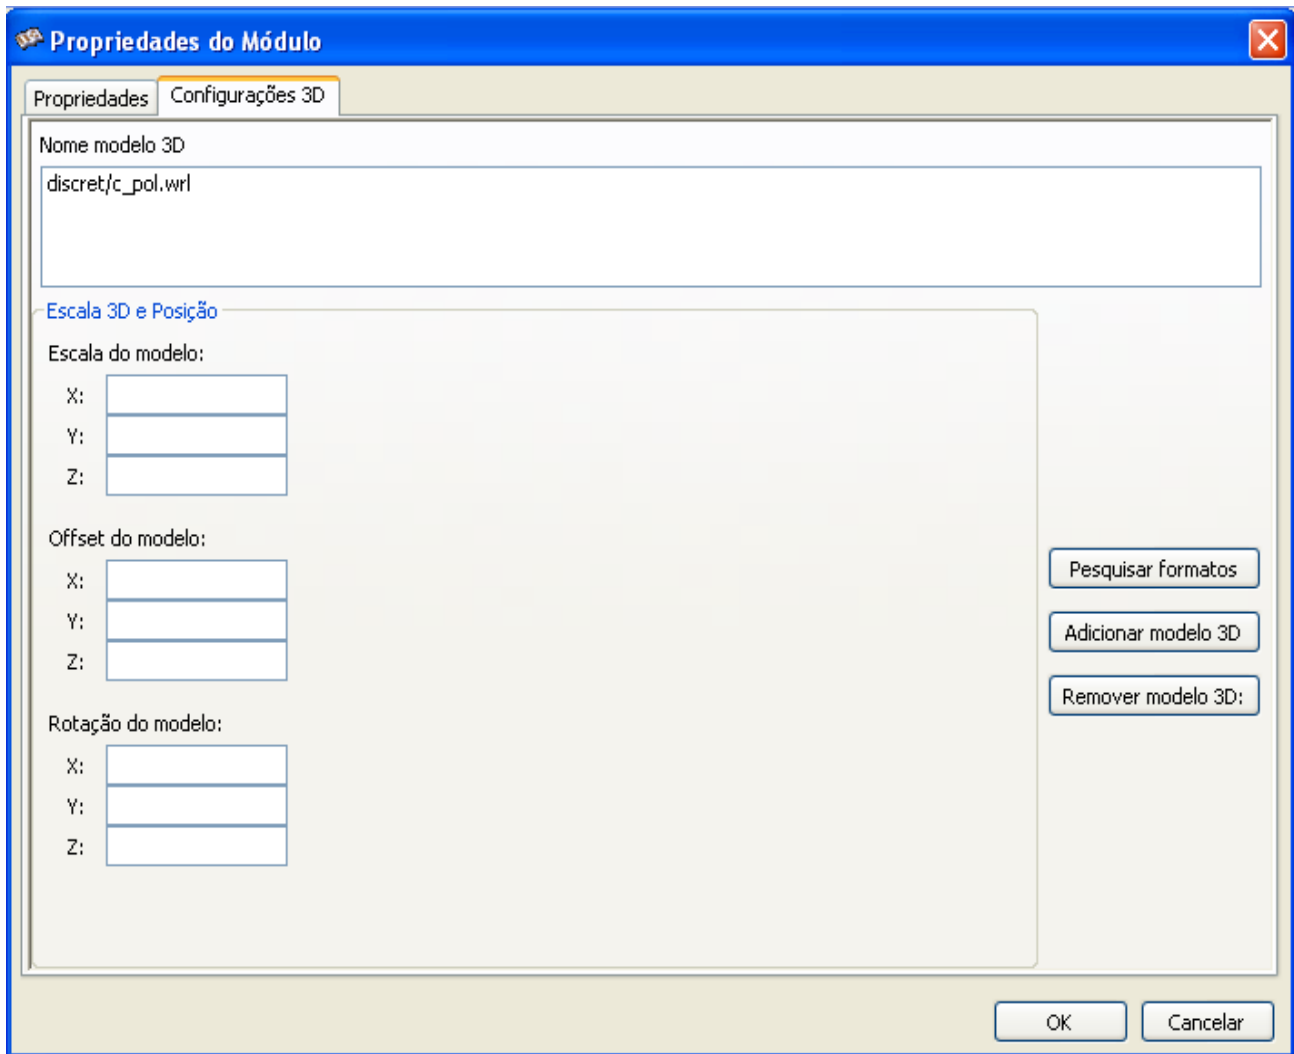 Propriedades do Módulo
Propriedades
Configurações 3D
Nome modelo 3D
discret/c_pol.wrl
Escala 3D e Posição
Escala do modelo:
X:
Y:
Z:
Offset do modelo:
X:
Y:
Z:
Rotação do modelo:
X:
Y:
Z:
Pesquisar formatos
Adicionar modelo 3D
Remover modelo 3D:
OK
Cancelar